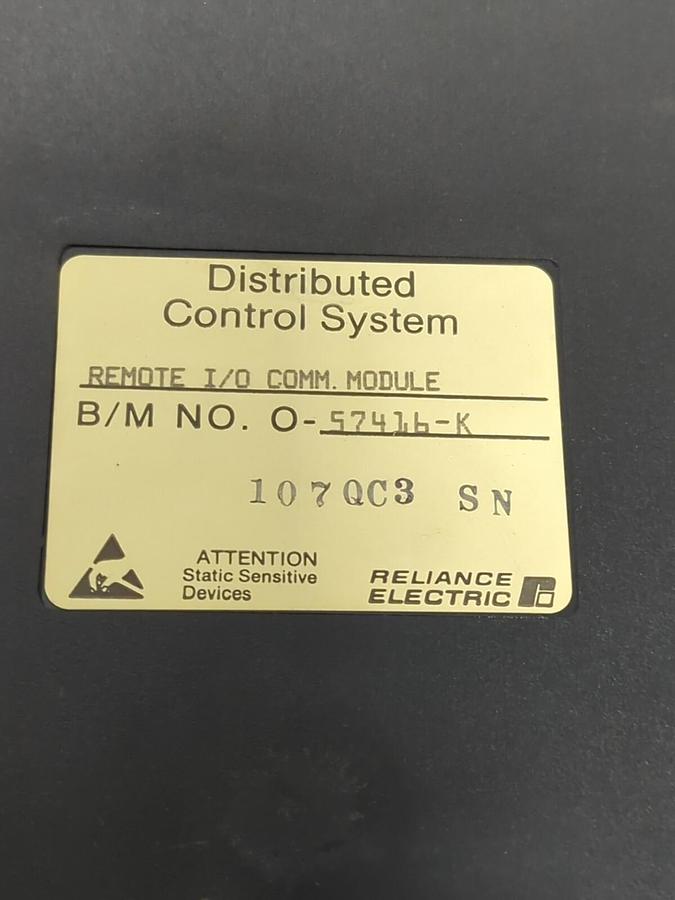 Distributed
Control System
REMOTE I/O COMM. MODULE
B/M NO. O-57416-K
107QC3 SN
ATTENTION
Static Sensitive
Devices
RELIANCE
ELECTRIC